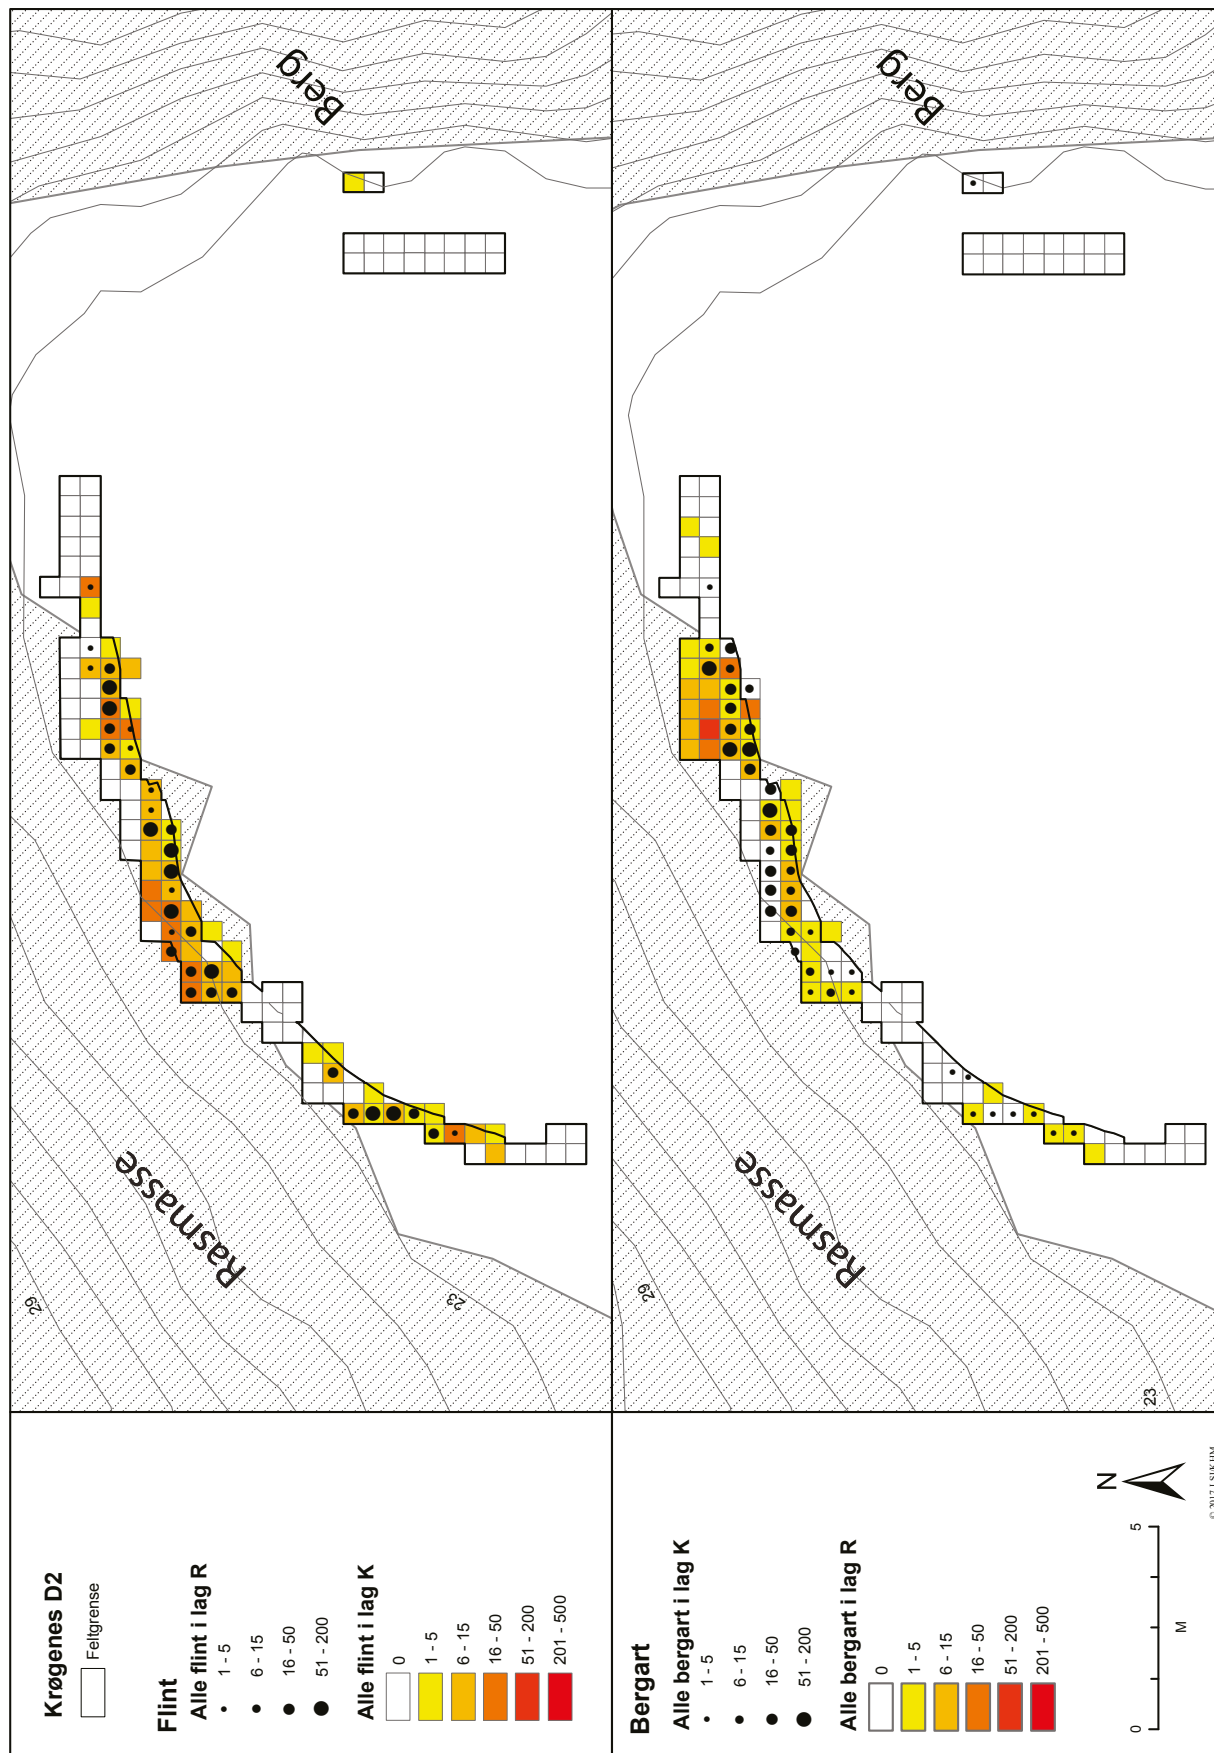 Krøgenes D2
Feltgrense
Flint
Alle flint i lag R
1 - 5
6 - 15
16 - 50
51 - 200
Alle flint i lag K
0
1 - 5
6 - 15
16 - 50
51 - 200
201 - 500
29
23
Rasmasse
Berg
Bergart
Alle bergart i lag K
1 - 5
6 - 15
16 - 50
51 - 200
Alle bergart i lag R
0
1 - 5
6 - 15
16 - 50
51 - 200
201 - 500
N
0 5
M
29
23
Rasmasse
Berg
© 2017